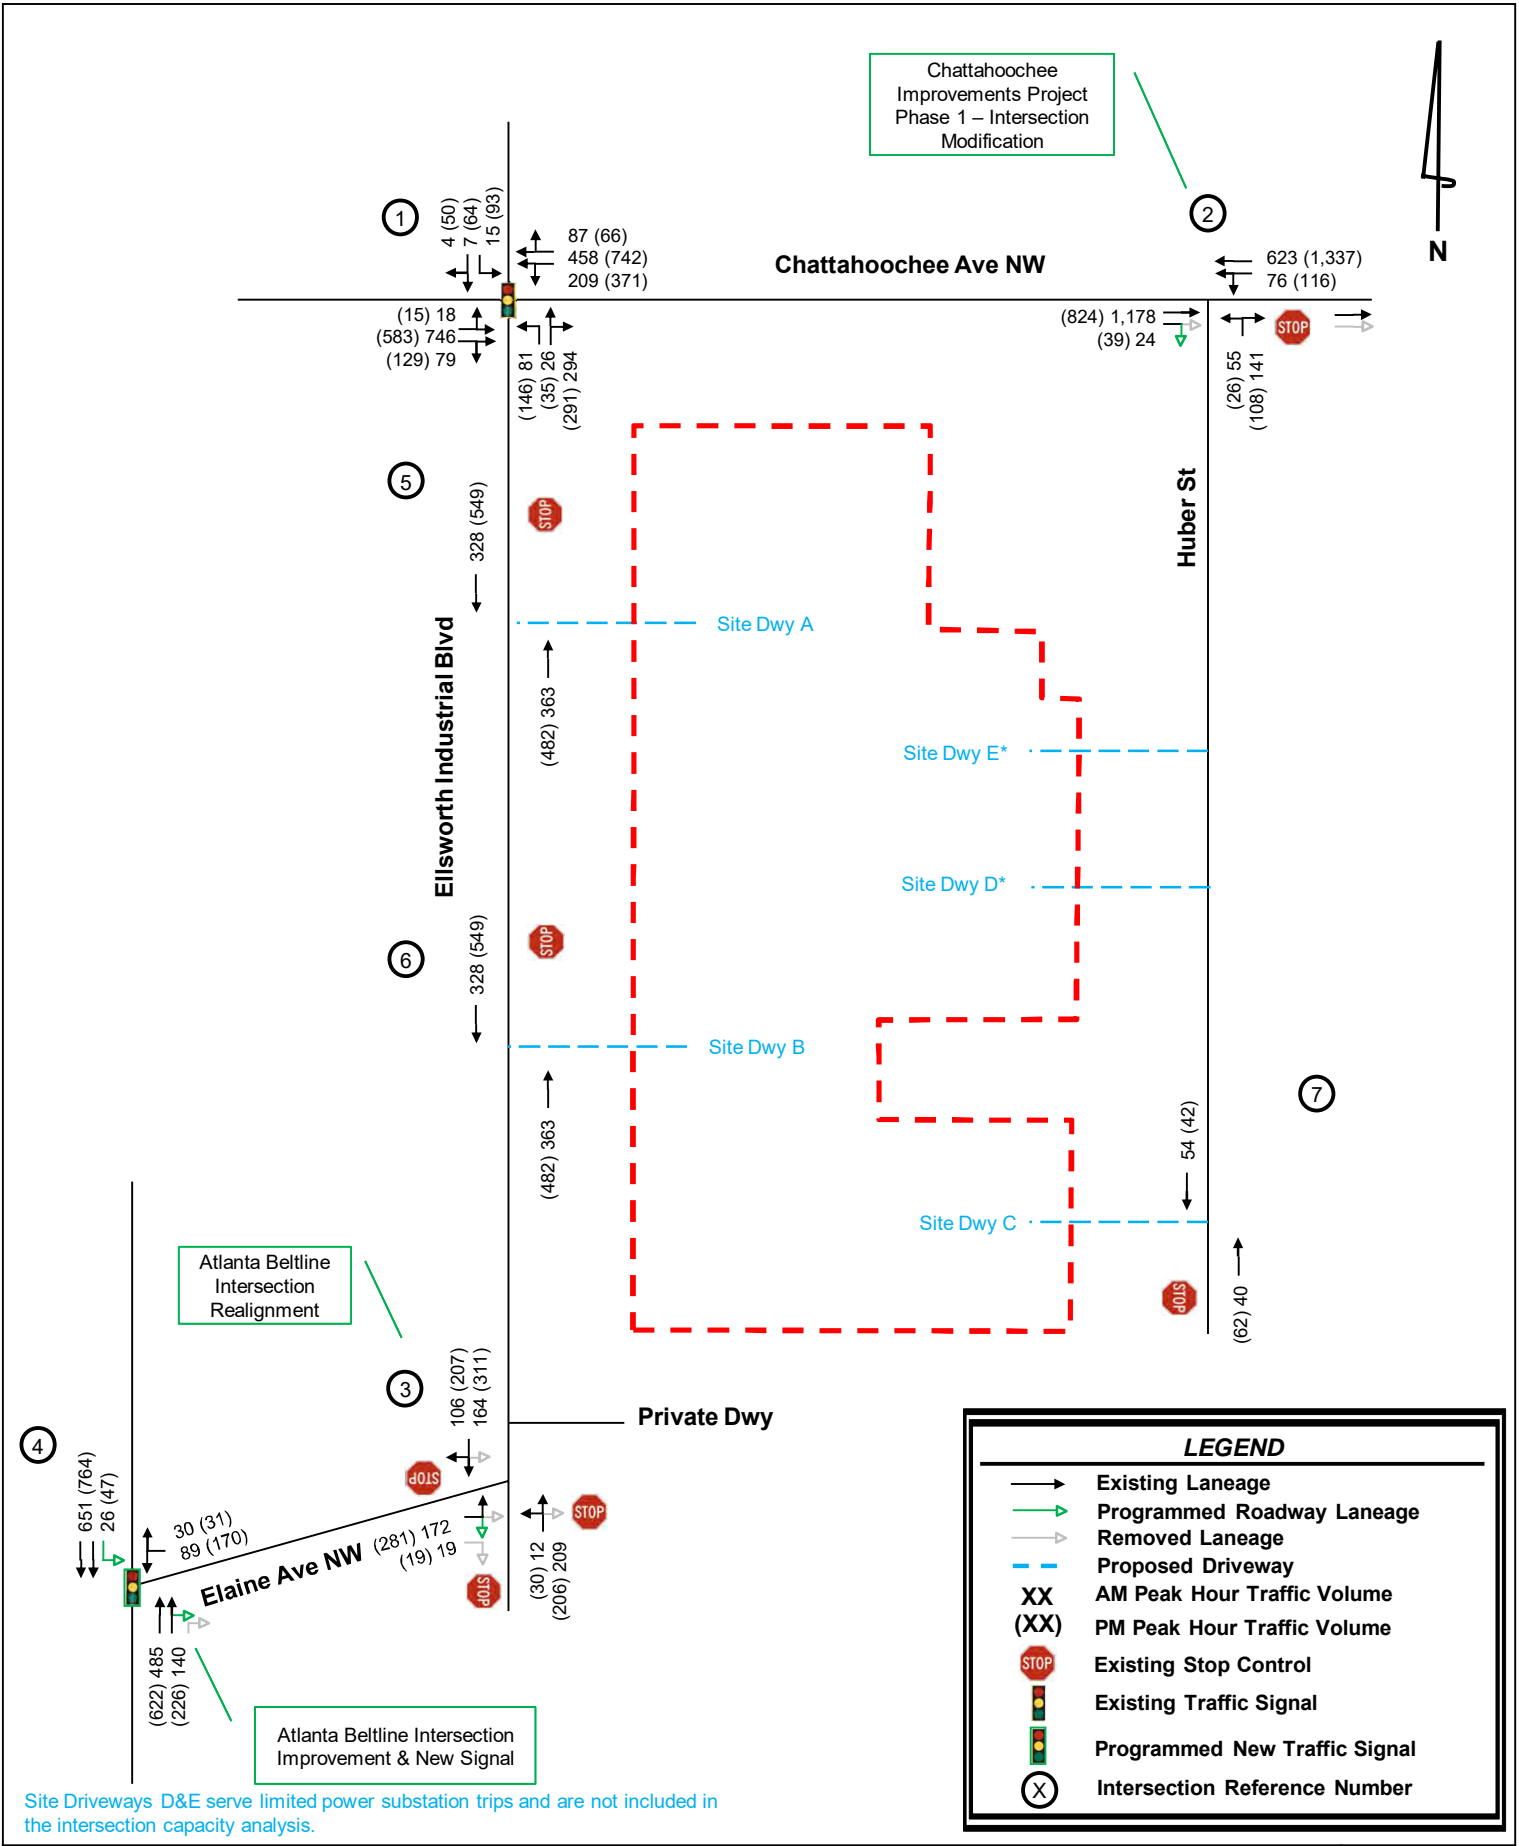 Chattahoochee
Improvements Project
Phase 1 – Intersection
Modification
N
1
4 (50)
7 (64)
15 (93)
87 (66)
458 (742)
209 (371)
(15) 18
(583) 746
(129) 79
(146) 81
(35) 26
(291) 294
Chattahoochee Ave NW
2
623 (1,337)
76 (116)
(824) 1,178
(39) 24
STOP
(26) 55
(108) 141
5
328 (549)
STOP
Huber St
Ellsworth Industrial Blvd
Site Dwy A
(482) 363
Site Dwy E*
Site Dwy D*
6
328 (549)
STOP
Site Dwy B
(482) 363
7
54 (42)
Site Dwy C
STOP
(62) 40
Atlanta Beltline
Intersection
Realignment
3
106 (207)
164 (311)
Private Dwy
STOP
4
651 (764)
26 (47)
30 (31)
89 (170)
Elaine Ave NW
(281) 172
(19) 19
STOP
STOP
(30) 12
(206) 209
(622) 485
(226) 140
Atlanta Beltline Intersection
Improvement & New Signal
Site Driveways D&E serve limited power substation trips and are not included in
the intersection capacity analysis.
LEGEND
Existing Laneage
Programmed Roadway Laneage
Removed Laneage
Proposed Driveway
XX AM Peak Hour Traffic Volume
(XX) PM Peak Hour Traffic Volume
STOP Existing Stop Control
Existing Traffic Signal
Programmed New Traffic Signal
X Intersection Reference Number